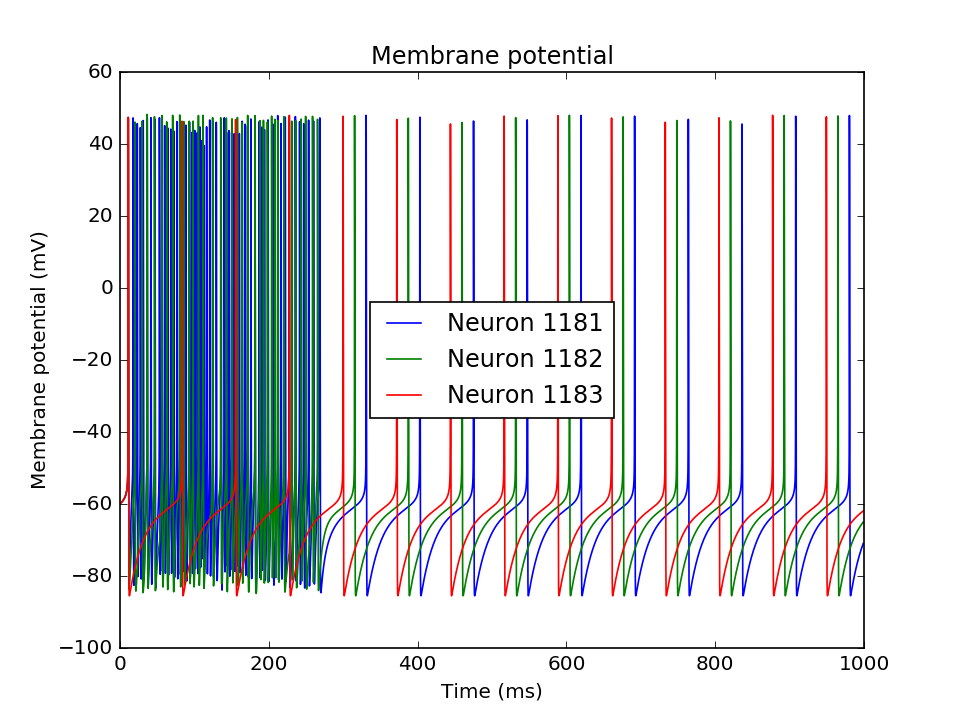 Membrane potential
60
40
20
0
−20
−40
−60
−80
−100
Membrane potential (mV)
Neuron 1181
Neuron 1182
Neuron 1183
0 200 400 600 800 1000
Time (ms)